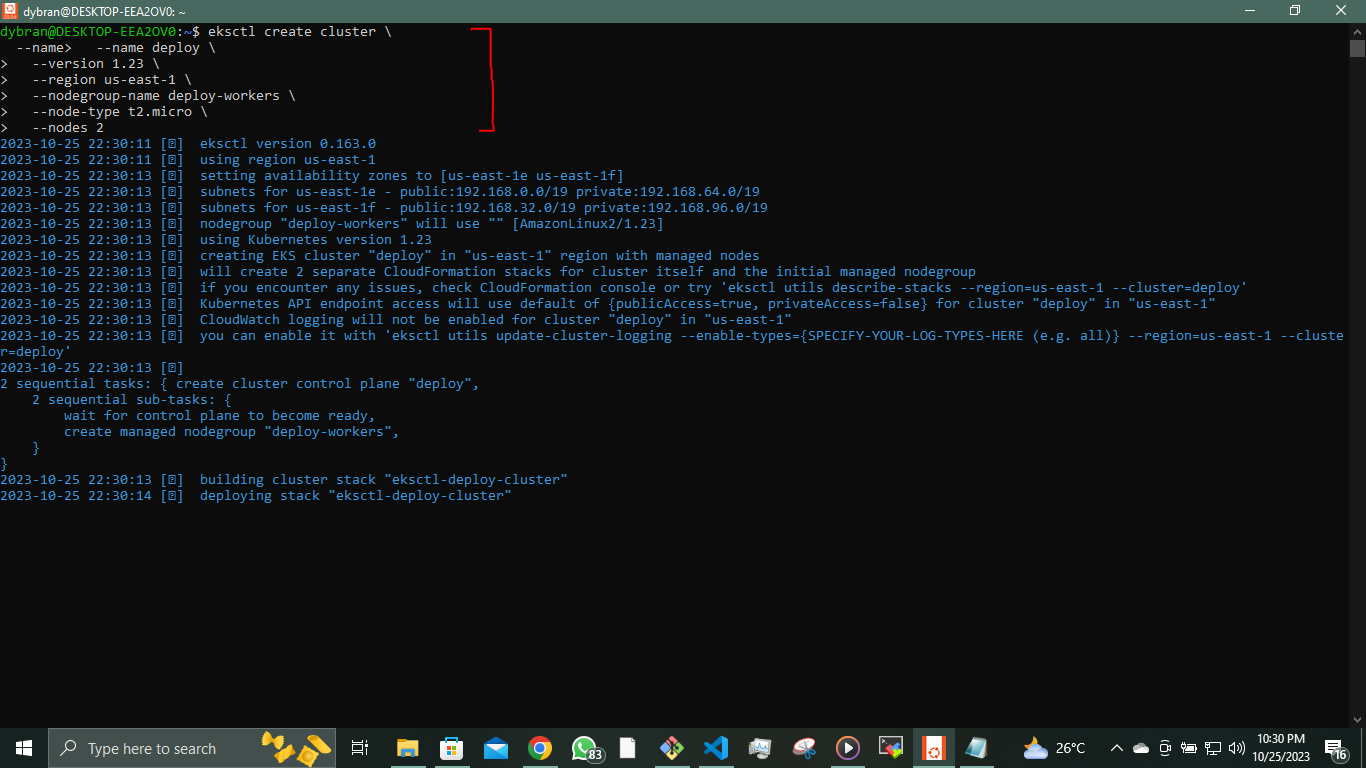 dybran@DESKTOP-EEA2OV0: ~
dybran@DESKTOP-EEA2OV0:~$ eksctl create cluster \
  --name>   --name deploy \
>   --version 1.23 \
>   --region us-east-1 \
>   --nodegroup-name deploy-workers \
>   --node-type t2.micro \
>   --nodes 2
2023-10-25 22:30:11 [?]  eksctl version 0.163.0
2023-10-25 22:30:11 [?]  using region us-east-1
2023-10-25 22:30:13 [?]  setting availability zones to [us-east-1e us-east-1f]
2023-10-25 22:30:13 [?]  subnets for us-east-1e - public:192.168.0.0/19 private:192.168.64.0/19
2023-10-25 22:30:13 [?]  subnets for us-east-1f - public:192.168.32.0/19 private:192.168.96.0/19
2023-10-25 22:30:13 [?]  nodegroup "deploy-workers" will use "" [AmazonLinux2/1.23]
2023-10-25 22:30:13 [?]  using Kubernetes version 1.23
2023-10-25 22:30:13 [?]  creating EKS cluster "deploy" in "us-east-1" region with managed nodes
2023-10-25 22:30:13 [?]  will create 2 separate CloudFormation stacks for cluster itself and the initial managed nodegroup
2023-10-25 22:30:13 [?]  if you encounter any issues, check CloudFormation console or try 'eksctl utils describe-stacks --region=us-east-1 --cluster=deploy'
2023-10-25 22:30:13 [?]  Kubernetes API endpoint access will use default of {publicAccess=true, privateAccess=false} for cluster "deploy" in "us-east-1"
2023-10-25 22:30:13 [?]  CloudWatch logging will not be enabled for cluster "deploy" in "us-east-1"
2023-10-25 22:30:13 [?]  you can enable it with 'eksctl utils update-cluster-logging --enable-types={SPECIFY-YOUR-LOG-TYPES-HERE (e.g. all)} --region=us-east-1 --cluste
r=deploy'
2023-10-25 22:30:13 [?]
2 sequential tasks: { create cluster control plane "deploy",
    2 sequential sub-tasks: {
        wait for control plane to become ready,
        create managed nodegroup "deploy-workers",
    }
}
2023-10-25 22:30:13 [?]  building cluster stack "eksctl-deploy-cluster"
2023-10-25 22:30:14 [?]  deploying stack "eksctl-deploy-cluster"
Type here to search
83
26°C
10:30 PM
10/25/2023
16